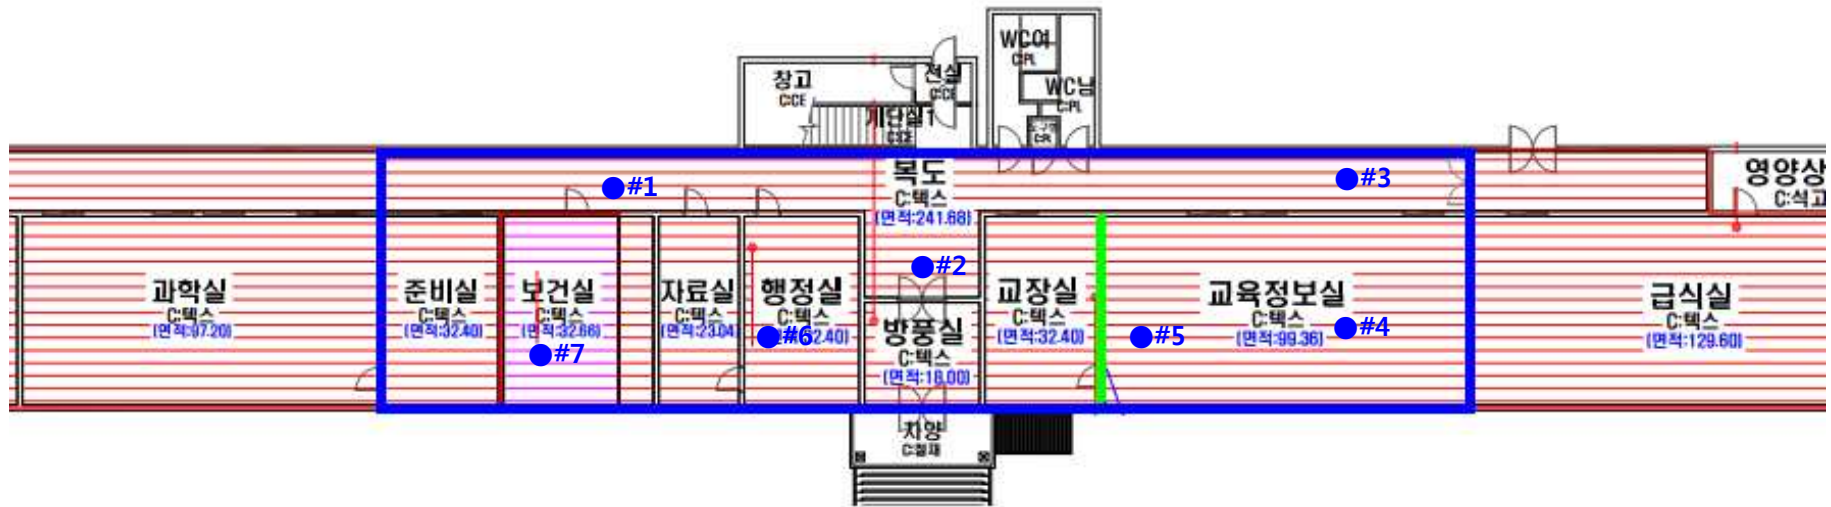 WC여
C:PL
WC남
C:PL
창고
C:CE
전실
C:CE
계단실1
C:CE
복도
C:텍스
(면적:241.68)
#1
#2
#3
영양상
C:석고
과학실
C:텍스
(면적:97.20)
준비실
C:텍스
(면적:32.40)
보건실
C:텍스
(면적:32.66)
#7
자료실
C:텍스
(면적:23.04)
행정실
C:텍스
#6
방풍실
C:텍스
(면적:18.00)
교장실
C:텍스
(면적:32.40)
#5
교육정보실
C:텍스
(면적:99.36)
#4
급식실
C:텍스
(면적:129.60)
C:철재